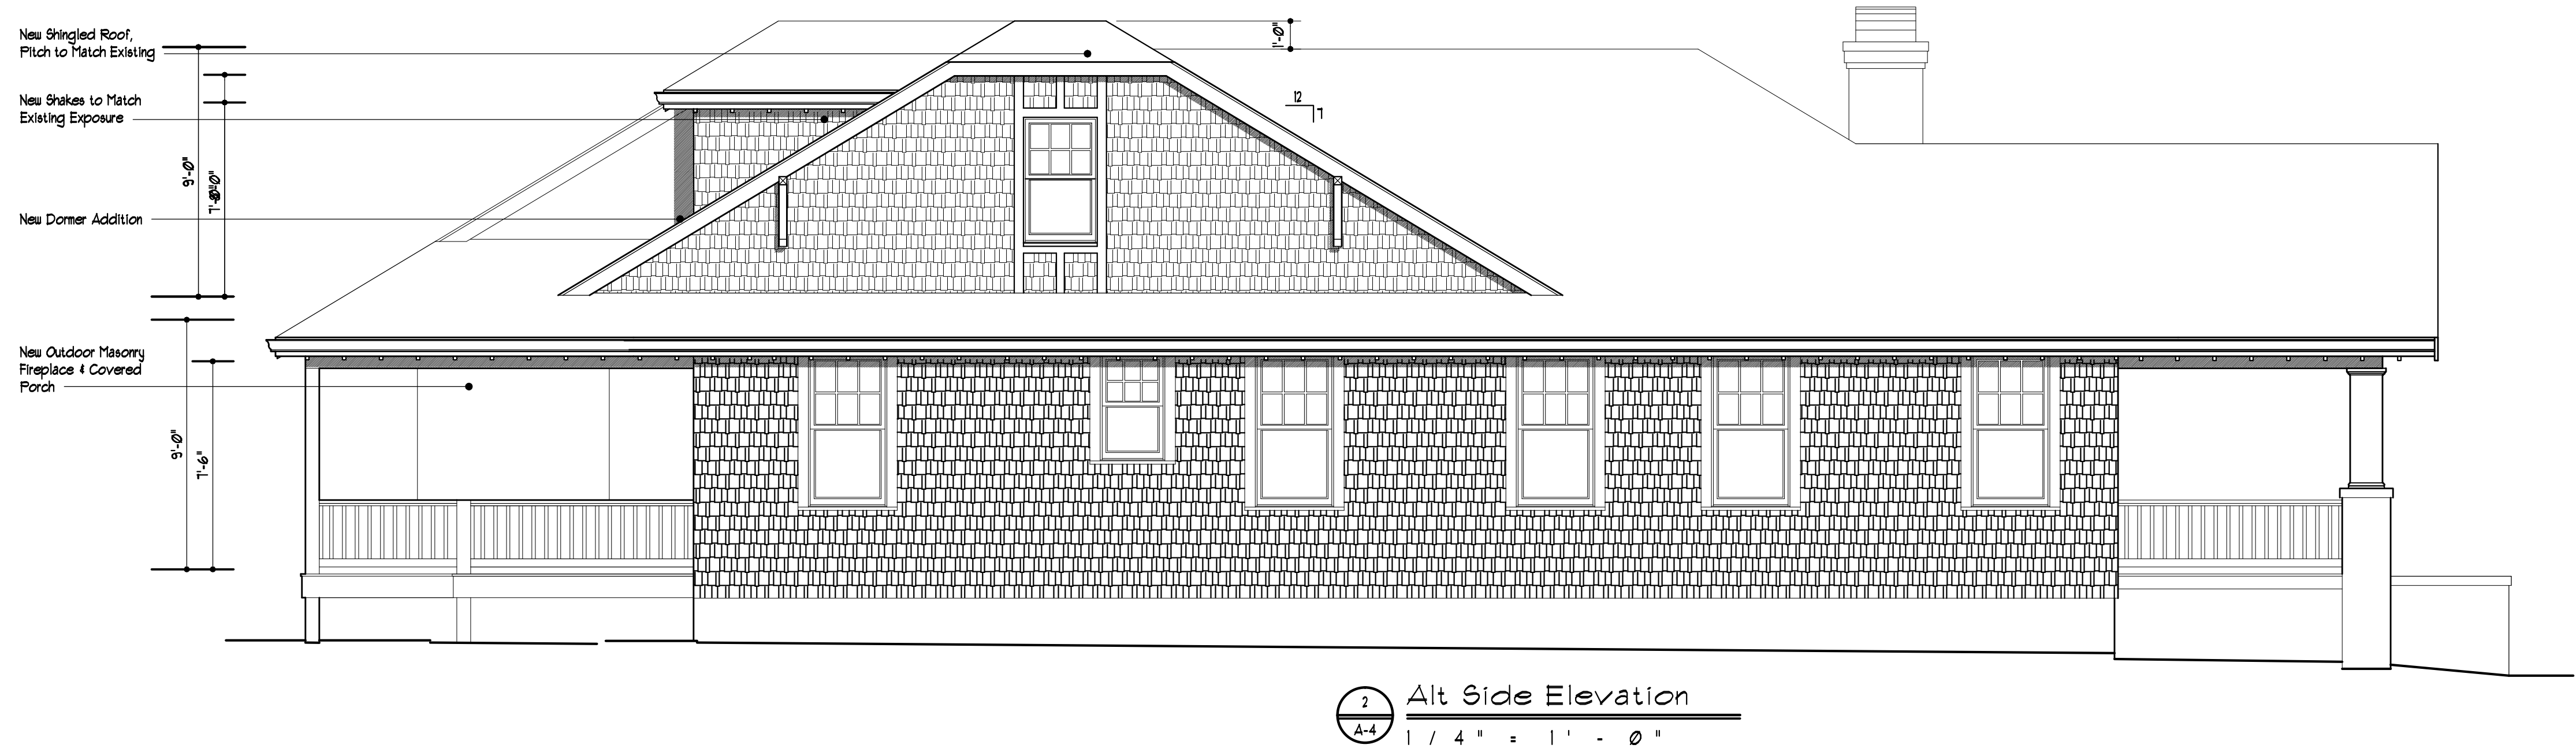 New Shingled Roof,
Pitch to Match Existing
1'-0"
New Shakes to Match
Existing Exposure
12
7
9'-0"
New Dormer Addition
New Outdoor Masonry
Fireplace & Covered
Porch
9'-0"
7'-6"
2
A-4
Alt Side Elevation
1/4" = 1'-0"